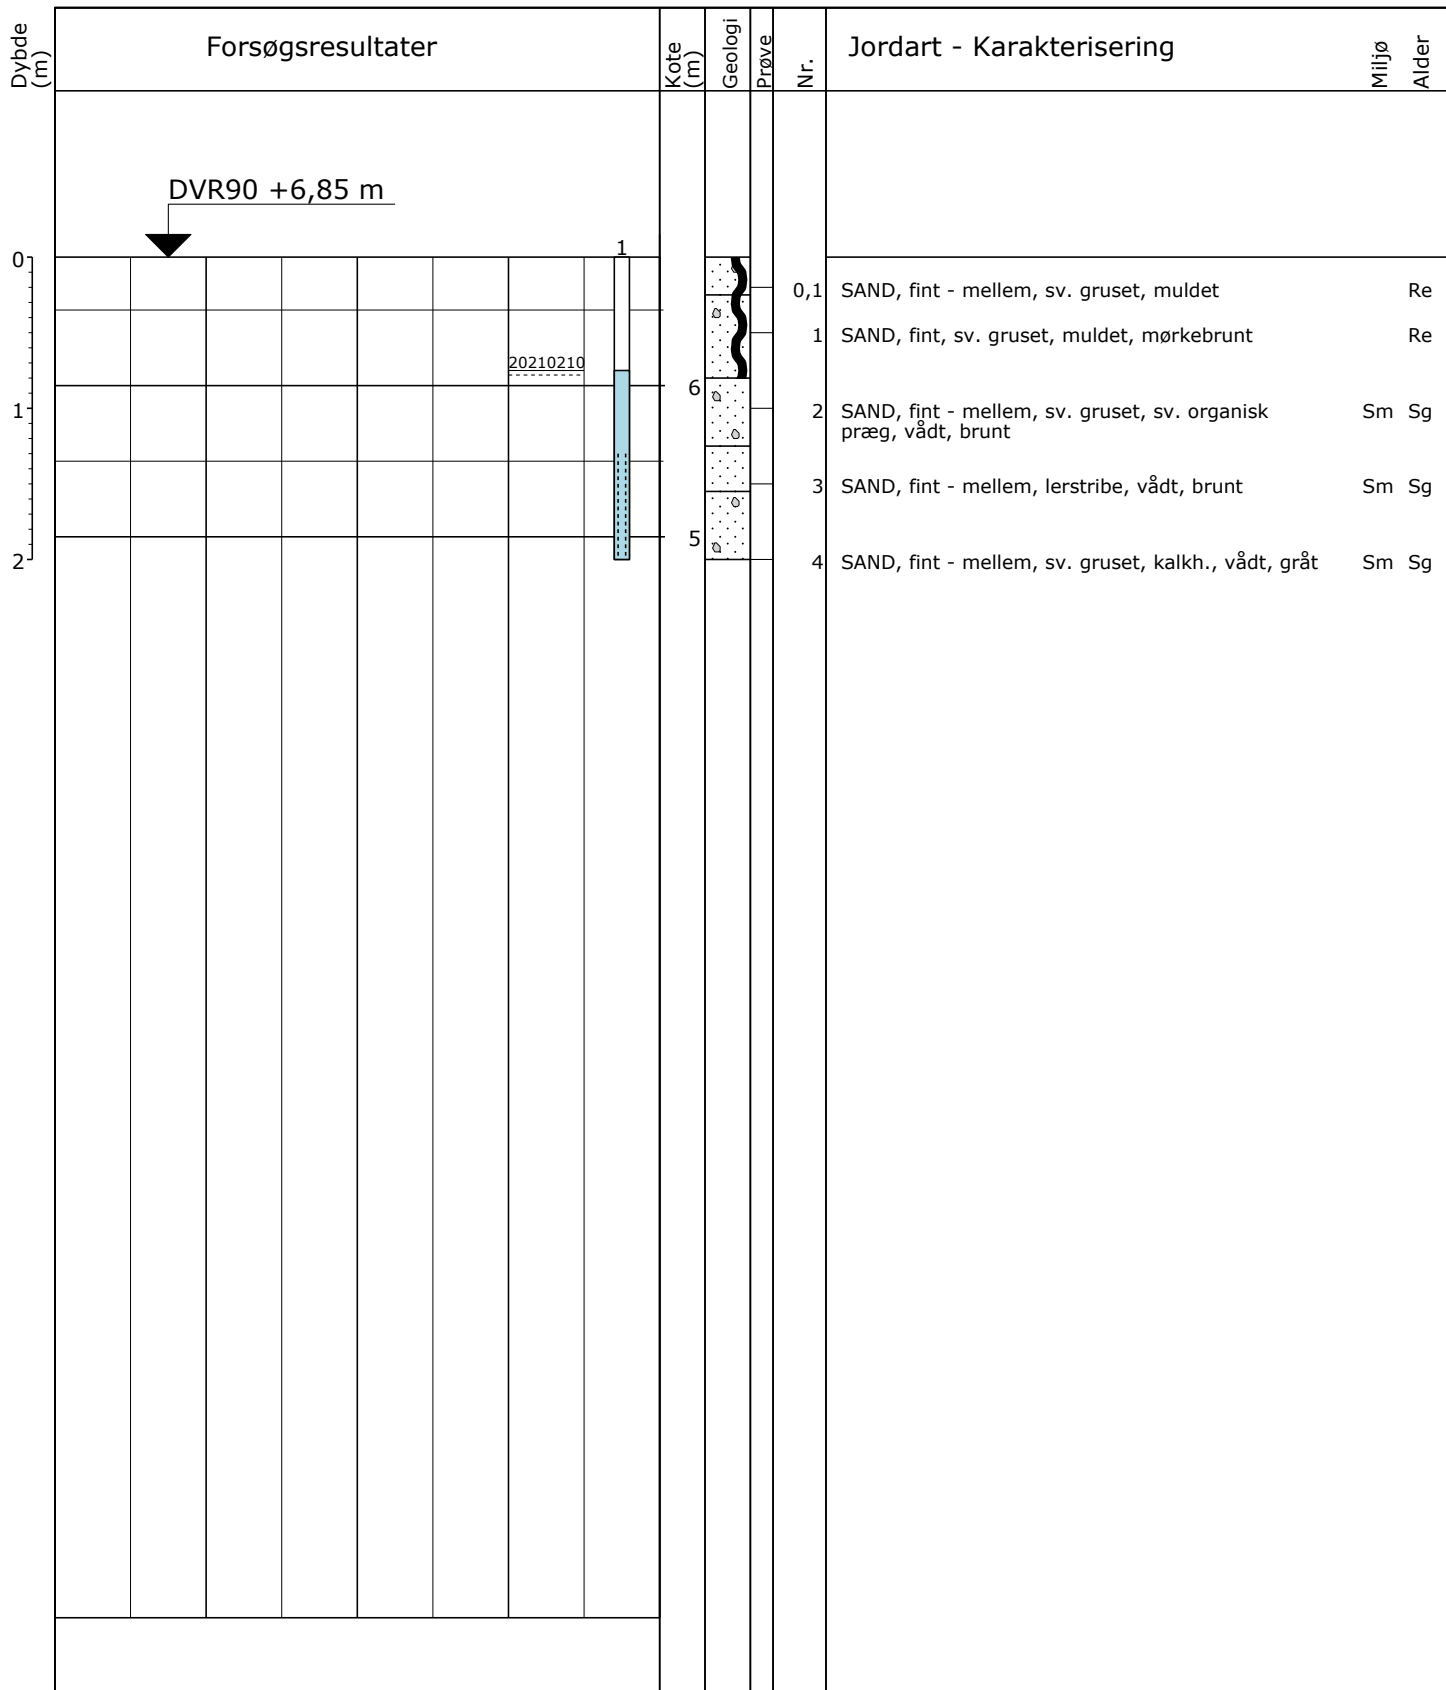 Dybde
(m)
Forsøgsresultater
Kote
(m)
Geologi
Prøve
Nr.
Jordart - Karakterisering
Miljø
Alder
DVR90 +6,85 m
1
0
0,1 SAND, fint - mellem, sv. gruset, muldet Re
1 SAND, fint, sv. gruset, muldet, mørkebrunt Re
20210210
6
1
2 SAND, fint - mellem, sv. gruset, sv. organisk Sm Sg
præg, vådt, brunt
3 SAND, fint - mellem, lerstribe, vådt, brunt Sm Sg
5
2
4 SAND, fint - mellem, sv. gruset, kalkh., vådt, gråt Sm Sg